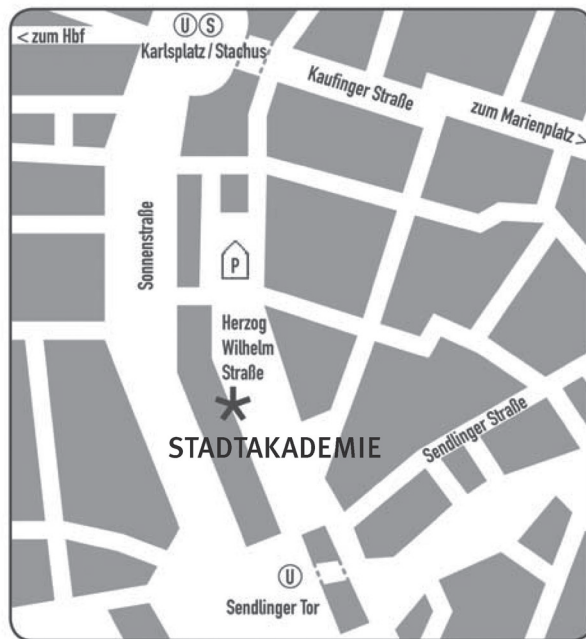 U S
< zum Hbf
Karlsplatz / Stachus
Kaufinger Straße
zum Marienplatz >
Sonnenstraße
P
Herzog
Wilhelm
Straße
STADTAKADEMIE
Sendlinger Straße
U
Sendlinger Tor